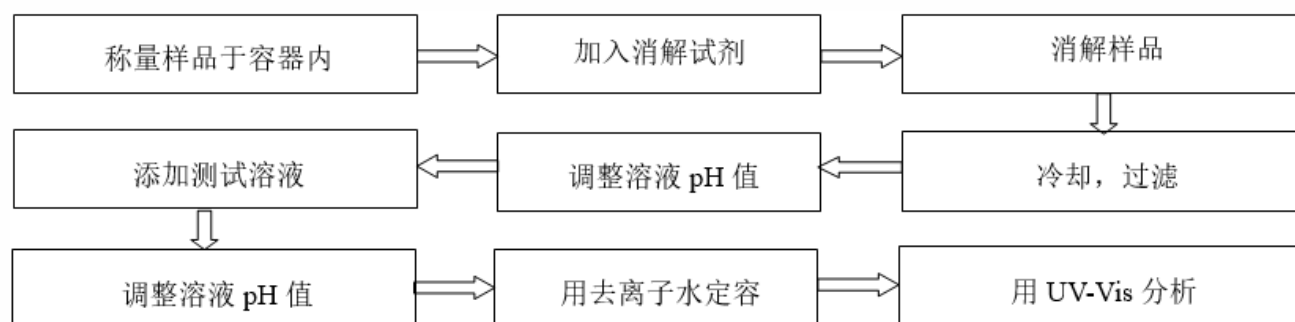 称量样品于容器内
加入消解试剂
消解样品
冷却，过滤
调整溶液 pH 值
添加测试溶液
调整溶液 pH 值
用去离子水定容
用 UV-Vis 分析